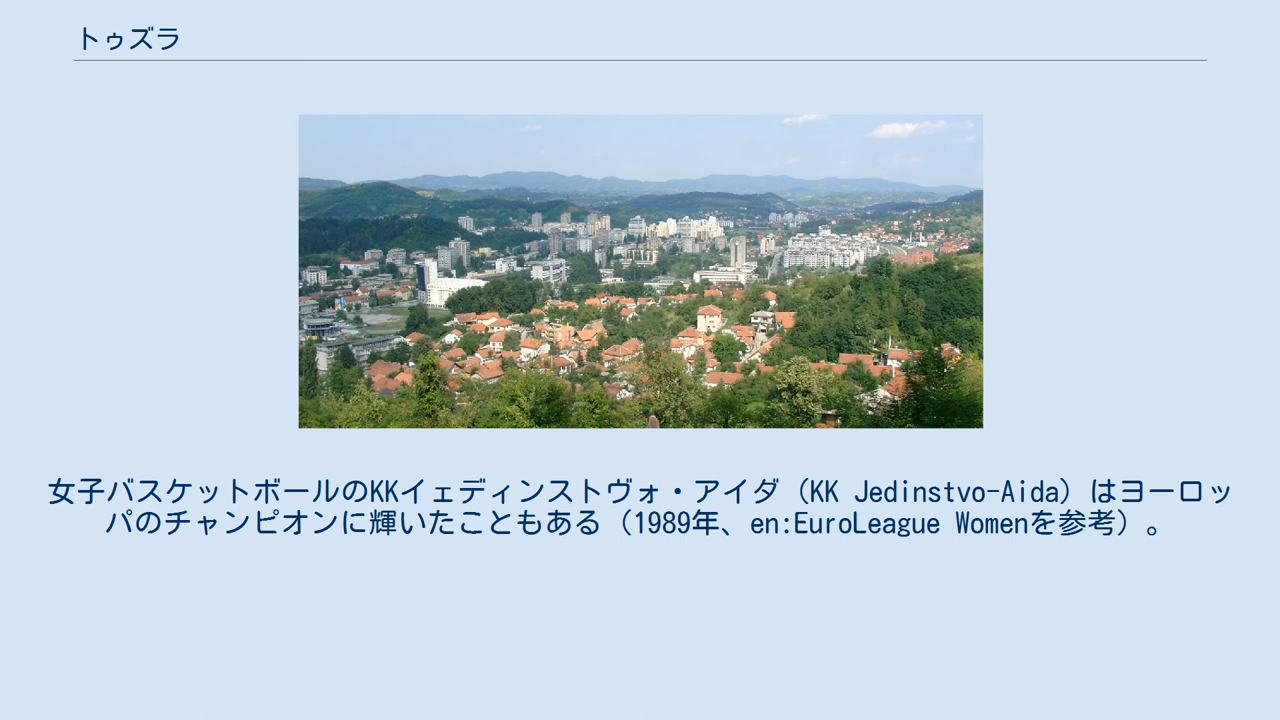 トゥズラ
女子バスケットボールのKKイェディンストヴォ・アイダ（KK Jedinstvo-Aida）はヨーロッ
パのチャンピオンに輝いたこともある（1989年、en:EuroLeague Womenを参考）。